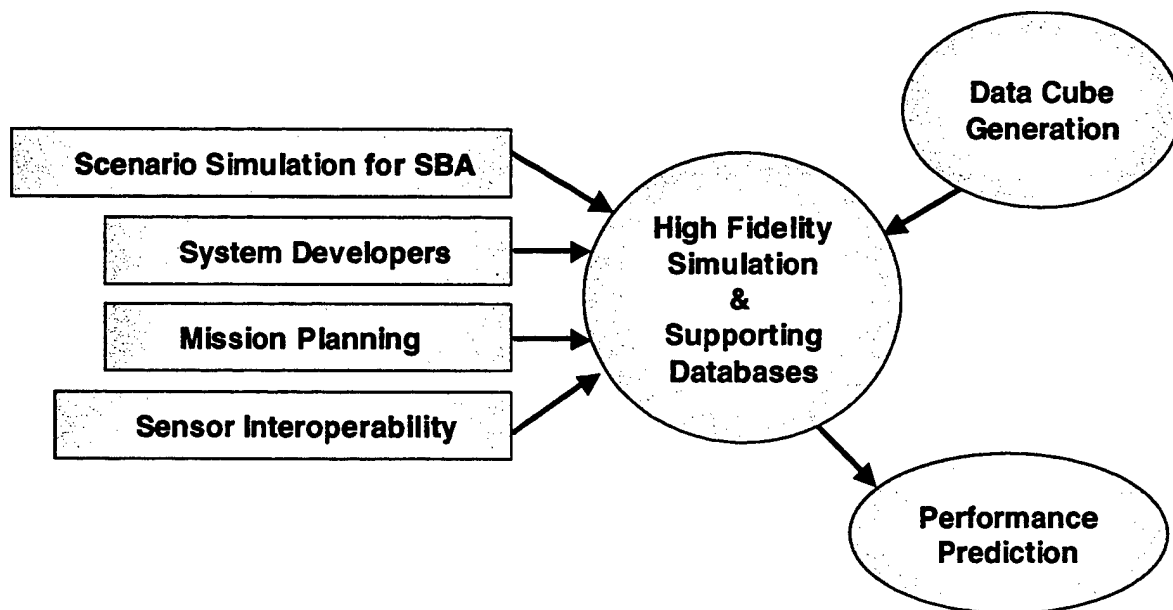 Scenario Simulation for SBA
System Developers
Mission Planning
Sensor Interoperability
High Fidelity
Simulation
&
Supporting
Databases
Data Cube
Generation
Performance
Prediction